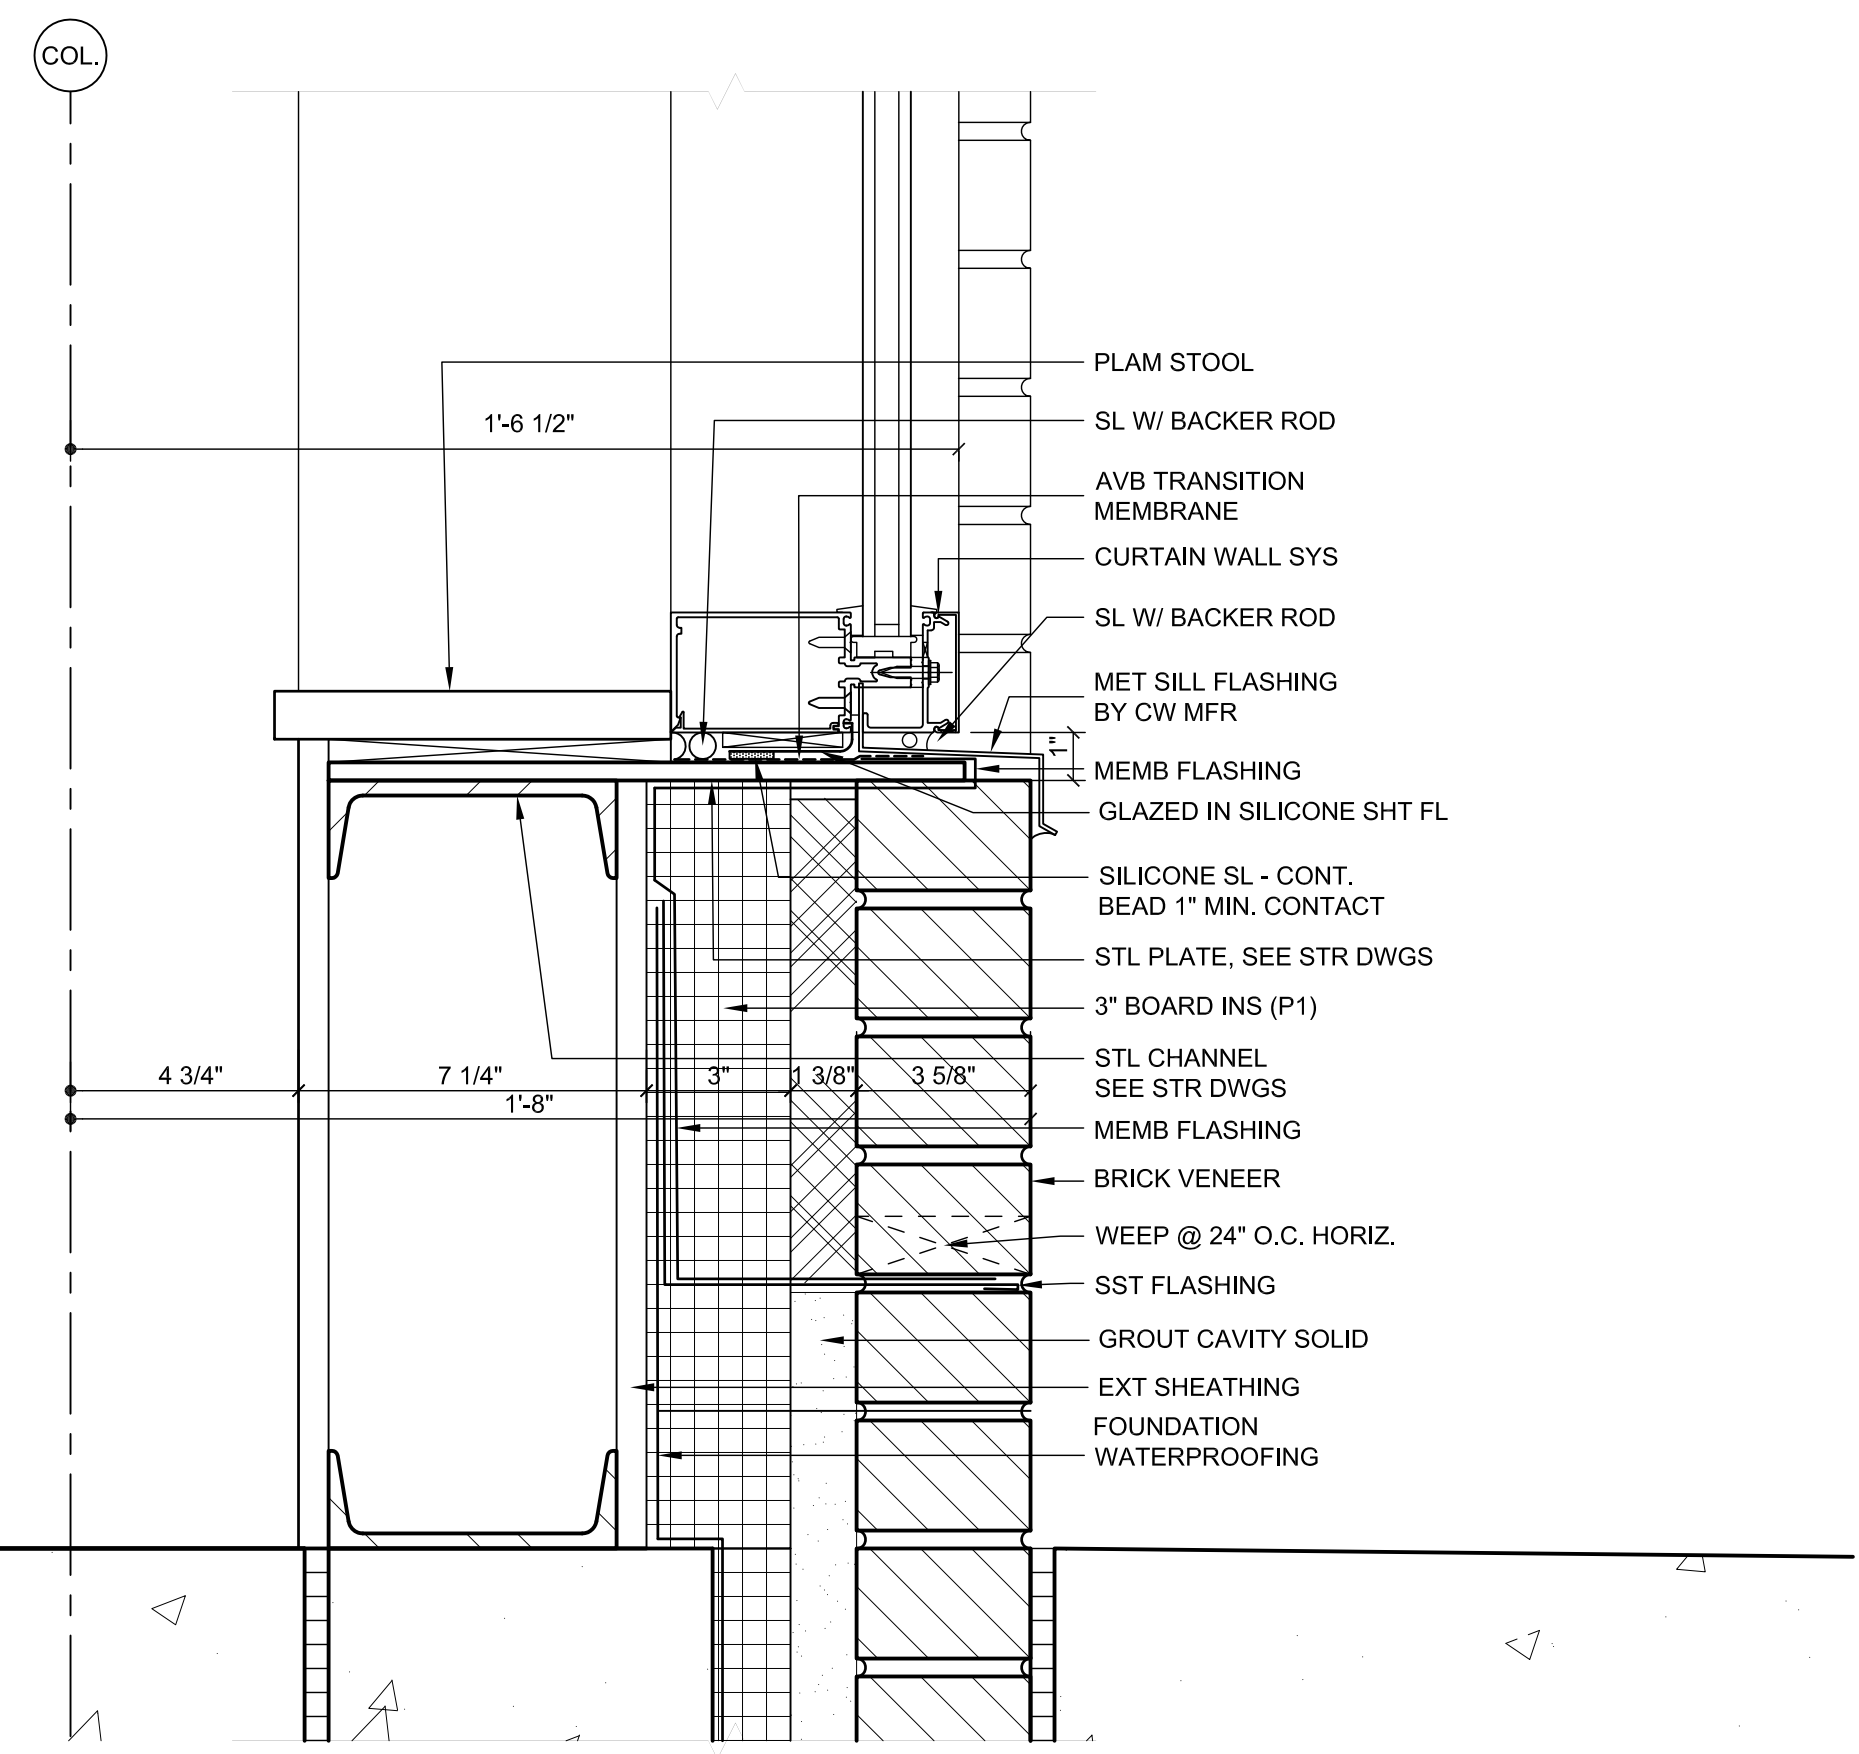 COL.
PLAM STOOL
1'-6 1/2"
SL W/ BACKER ROD
AVB TRANSITION
MEMBRANE
CURTAIN WALL SYS
SL W/ BACKER ROD
MET SILL FLASHING
BY CW MFR
1"
MEMB FLASHING
GLAZED IN SILICONE SHT FL
SILICONE SL - CONT.
BEAD 1" MIN. CONTACT
STL PLATE, SEE STR DWGS
3" BOARD INS (P1)
STL CHANNEL
SEE STR DWGS
4 3/4"
7 1/4"
3"
1 3/8"
3 5/8"
1'-8"
MEMB FLASHING
BRICK VENEER
WEEP @ 24" O.C. HORIZ.
SST FLASHING
GROUT CAVITY SOLID
EXT SHEATHING
FOUNDATION
WATERPROOFING